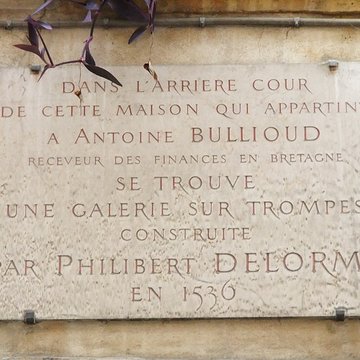 DANS L'ARRIERE COUR
DE CETTE MAISON QUI APPARTIN
A ANTOINE BULLIOUD
RECEVEUR DES FINANCES EN BRETAGNE
SE TROUVE
UNE GALERIE SUR TROMPES
CONSTRUITE
PAR PHILIBERT DELORM
EN 1536